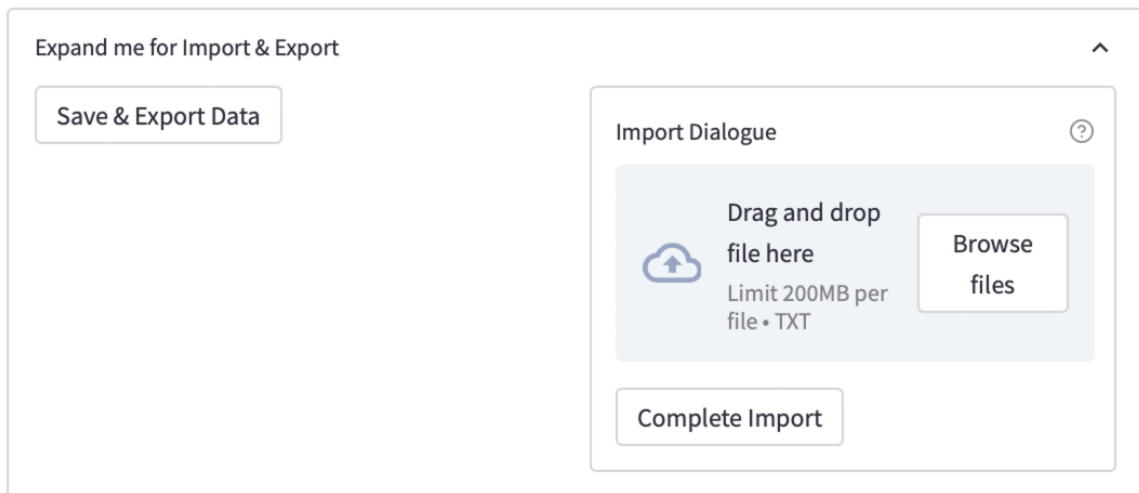 Expand me for Import & Export
Save & Export Data
Import Dialogue
?
Drag and drop
file here
Limit 200MB per
file • TXT
Browse
files
Complete Import